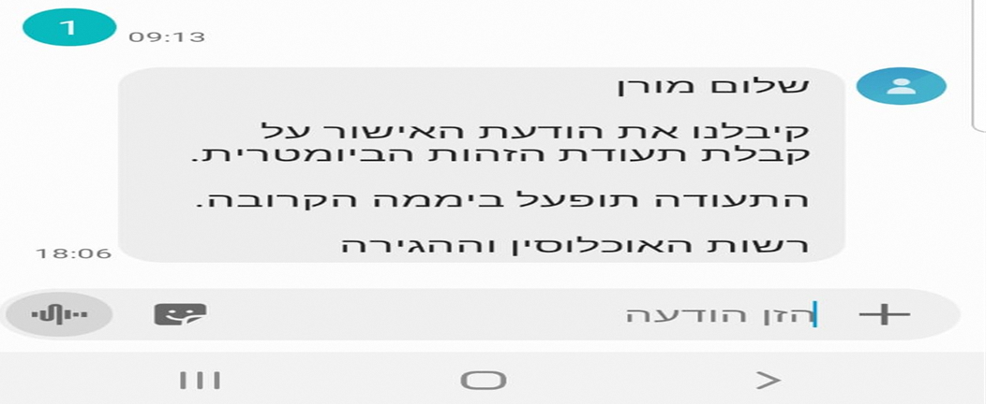 1
09:13
שלום מורן
קיבלנו את הודעת האישור על
קבלת תעודת הזהות הביומטרית.
התעודה תופעל ביממה הקרובה.
רשות האוכלוסין וההגירה
18:06
הזן הודעה